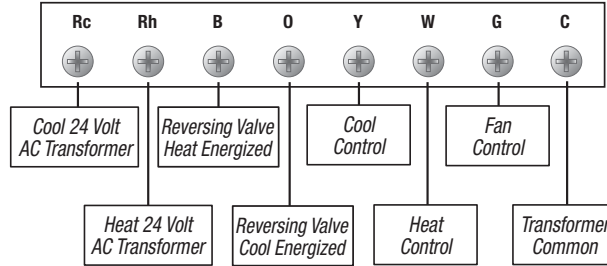 Rc Rh B O Y W G C
Cool 24 Volt
AC Transformer
Reversing Valve
Heat Energized
Cool
Control
Fan
Control
Heat 24 Volt
AC Transformer
Reversing Valve
Cool Energized
Heat
Control
Transformer
Common